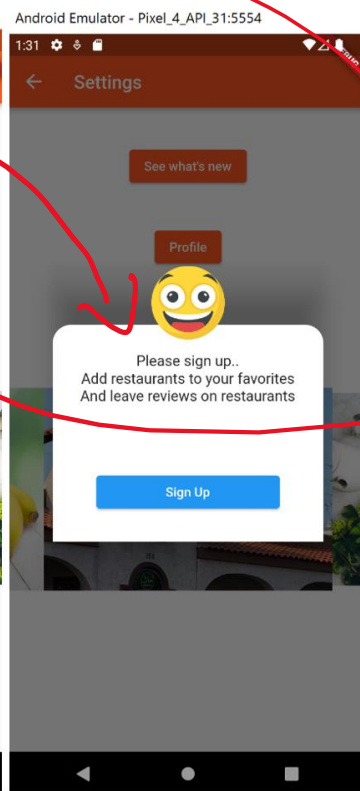 Android Emulator - Pixel_4_API_31:5554
1:31
Settings
See what's new
Profile
Please sign up..
Add restaurants to your favorites
And leave reviews on restaurants
Sign Up